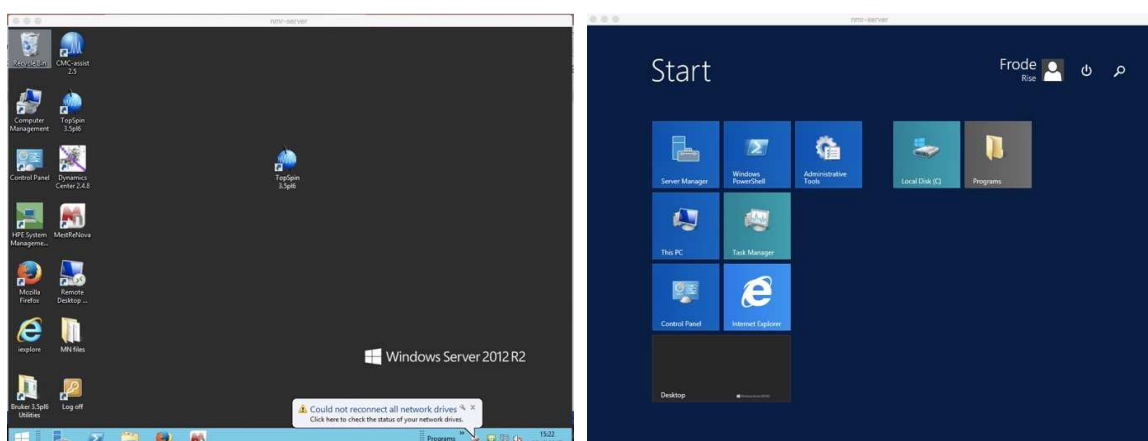 nmr-server
Recycle Bin
CMC-assist
2.5
Computer
Management
TopSpin
3.5pl6
Control Panel
Dynamics
Center 2.4.8
HPE System
Manageme...
MestReNova
Mozilla
Firefox
Remote
Desktop ...
iexplore
MN files
Bruker 3.5pl6
Utilities
Log off
TopSpin
3.5pl6
Windows Server 2012 R2
Could not reconnect all network drives
Click here to check the status of your network drives.
Programs
15:22
nmr-server
Start
Frode
Rise
Server Manager
Windows
PowerShell
Administrative
Tools
Local Disk (C)
Programs
This PC
Task Manager
Control Panel
Internet Explorer
Desktop